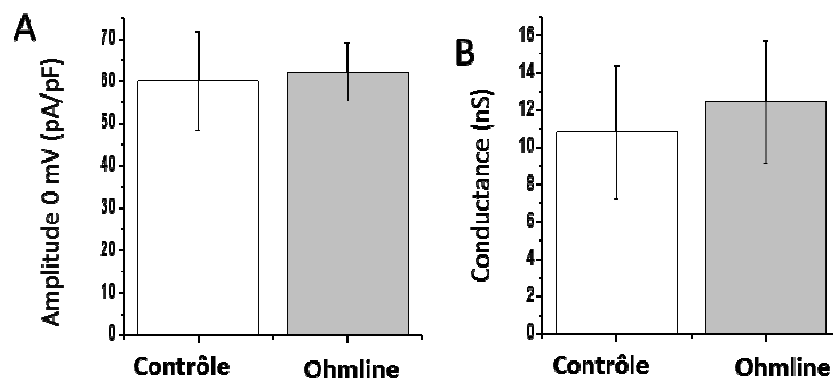 A
Amplitude 0 mV (pA/pF)
70
60
50
40
30
20
10
0
Contrôle
Ohmline
B
Conductance (nS)
16
14
12
10
8
6
4
2
0
Contrôle
Ohmline